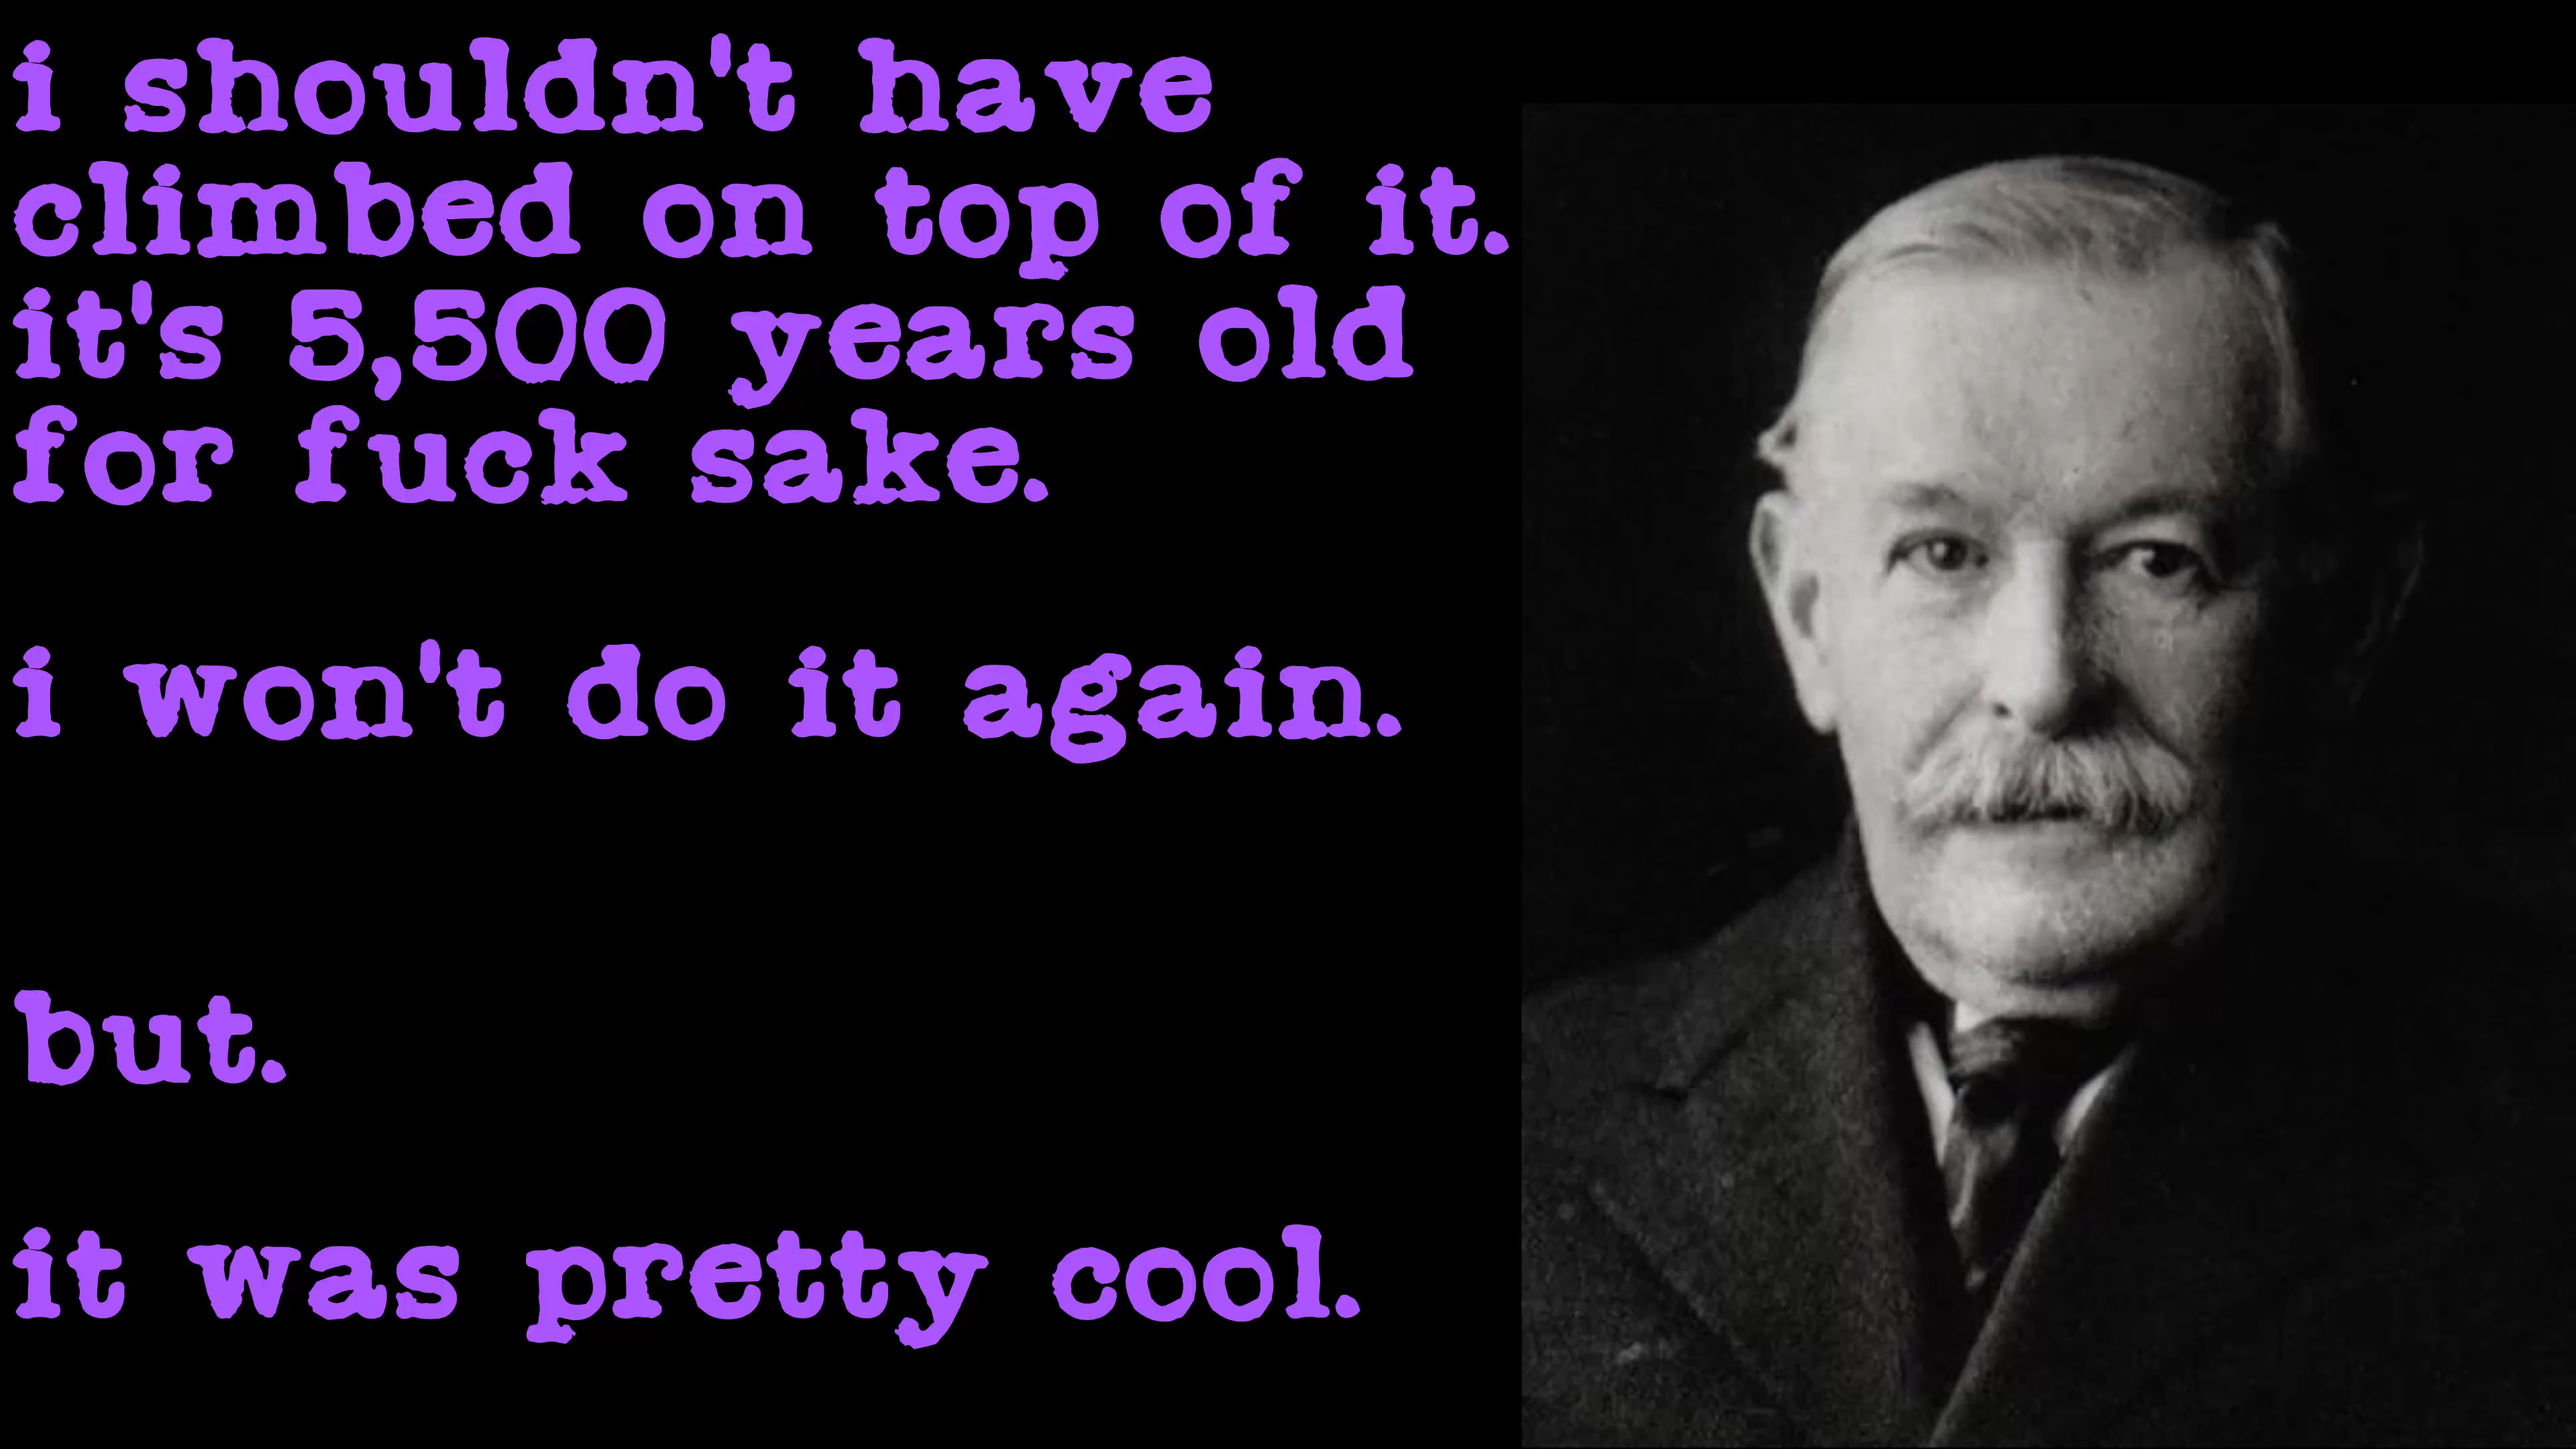 i shouldn't have
climbed on top of it.
it's 5,500 years old
for fuck sake.
i won't do it again.
but.
it was pretty cool.